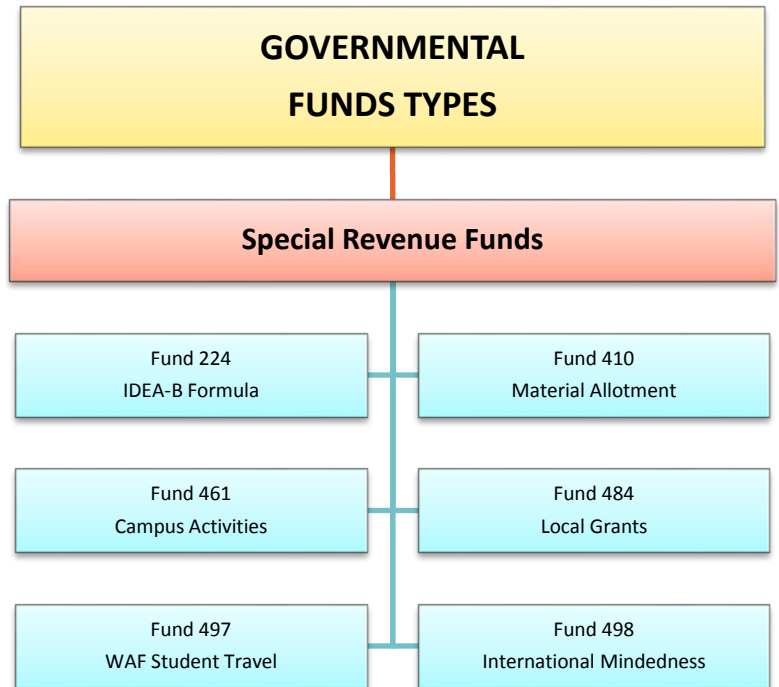 GOVERNMENTAL
FUNDS TYPES
Special Revenue Funds
Fund 224
IDEA-B Formula
Fund 410
Material Allotment
Fund 461
Campus Activities
Fund 484
Local Grants
Fund 497
WAF Student Travel
Fund 498
International Mindedness